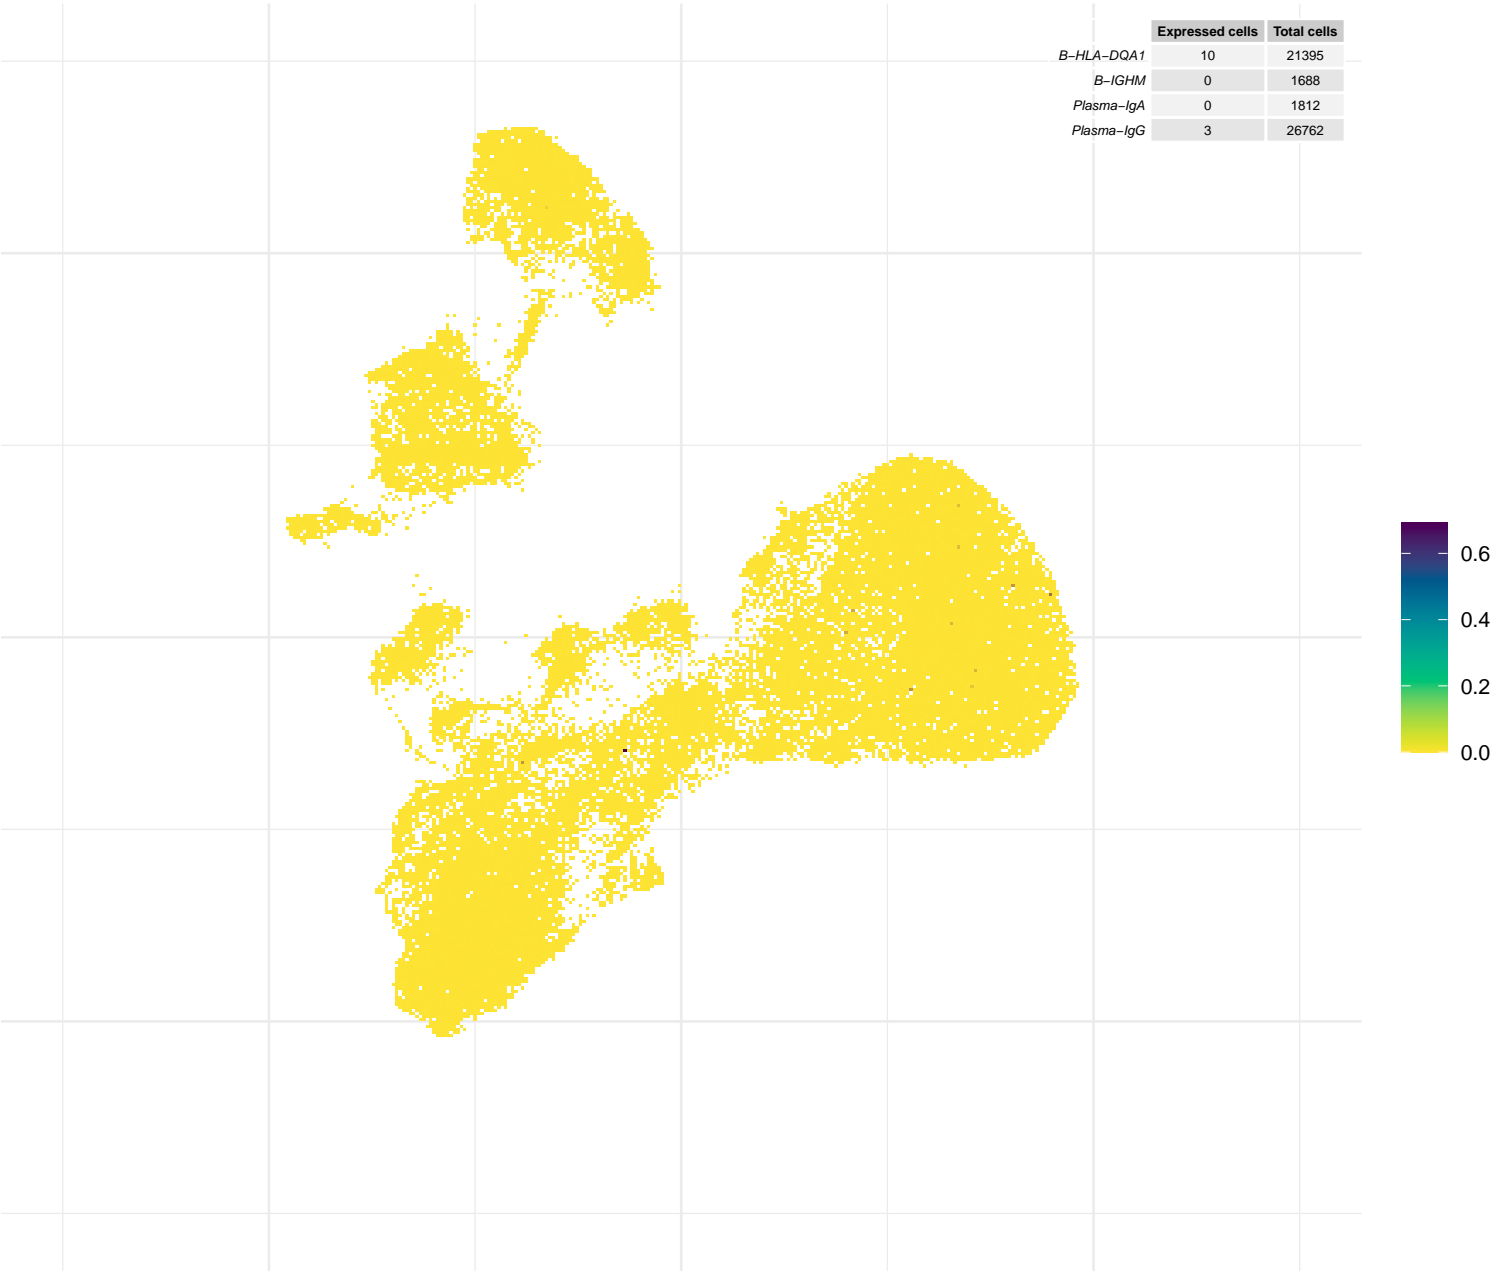 Expressed cells Total cells
B−HLA−DQA1 10 21395
B−IGHM 0 1688
Plasma−IgA 0 1812
Plasma−IgG 3 26762
0.6
0.4
0.2
0.0